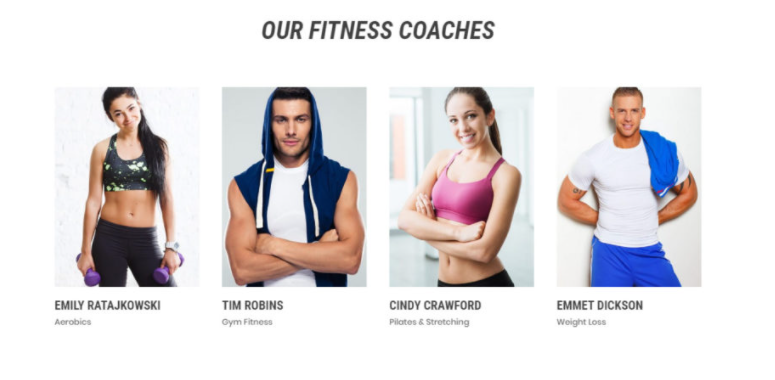 OUR FITNESS COACHES
EMILY RATAJKOWSKI
Aerobics
TIM ROBINS
Gym Fitness
CINDY CRAWFORD
Pilates & Stretching
EMMET DICKSON
Weight Loss